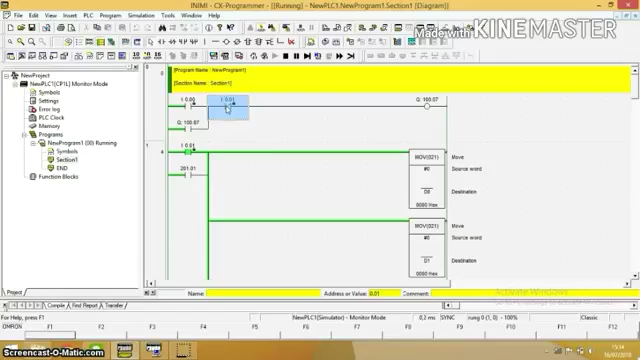 INIMI - CX-Programmer - [[Running] - NewPLC1.NewProgram1.Section1 [Diagram]]
Made with KINEMASTER
File Edit View Insert PLC Program Simulation Tools Window Help
NewProject
NewPLC1[CP1L] Monitor Mode
Symbols
Settings
Error log
PLC Clock
Memory
Programs
NewProgram1 (00) Running
Symbols
Section1
END
Function Blocks
Project
0
[Program Name : NewProgram1]
[Section Name : Section1]
I: 0.00
I: 0.01
Q: 100.07
Q: 100.07
1
4
I: 0.01
201.01
MOV(021)
Move
#0
Source word
D0
Destination
0000 Hex
MOV(021)
Move
#0
Source word
D1
Destination
0000 Hex
Activate Windows
Name:
Address or Value: 0.01
Comment:
Compile Find Report Transfer
For Help, press F1
NewPLC1(Simulator) - Monitor Mode
0,2 ms
SYNC
rung 0 (1, 0) - 100%
Classic
OMRON
F1
F2
F3
F4
F5
F6
F7
F8
F9
F10
F11
F12
Screencast-O-Matic.com
15:34